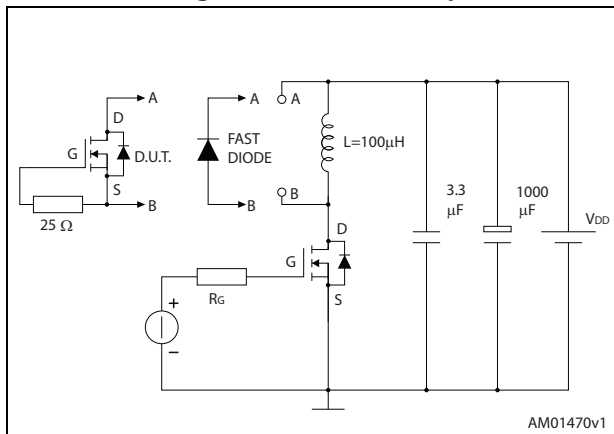 A
D
G
D.U.T.
S
B
25 Ω
A
FAST
DIODE
B
A
B
L=100μH
D
G
S
RG
+
−
3.3
μF
1000
μF
VDD
AM01470v1